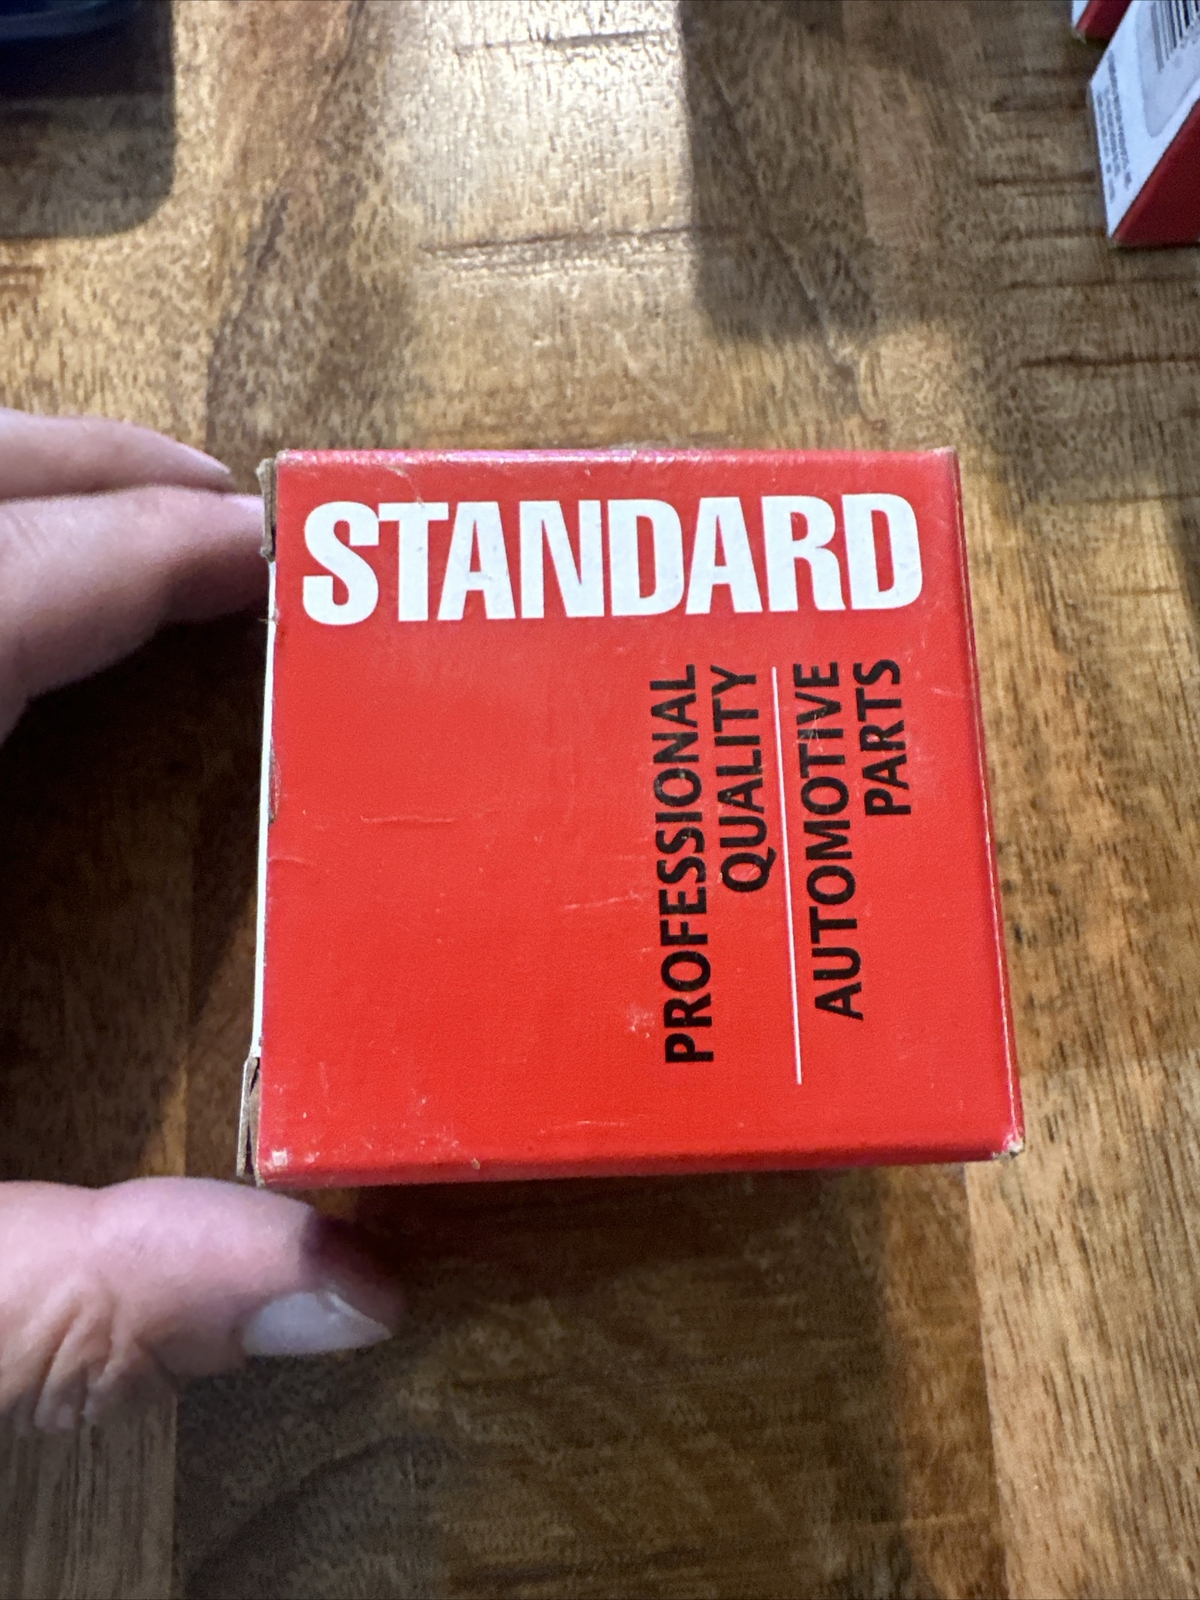 STANDARD
PROFESSIONAL
QUALITY
AUTOMOTIVE
PARTS